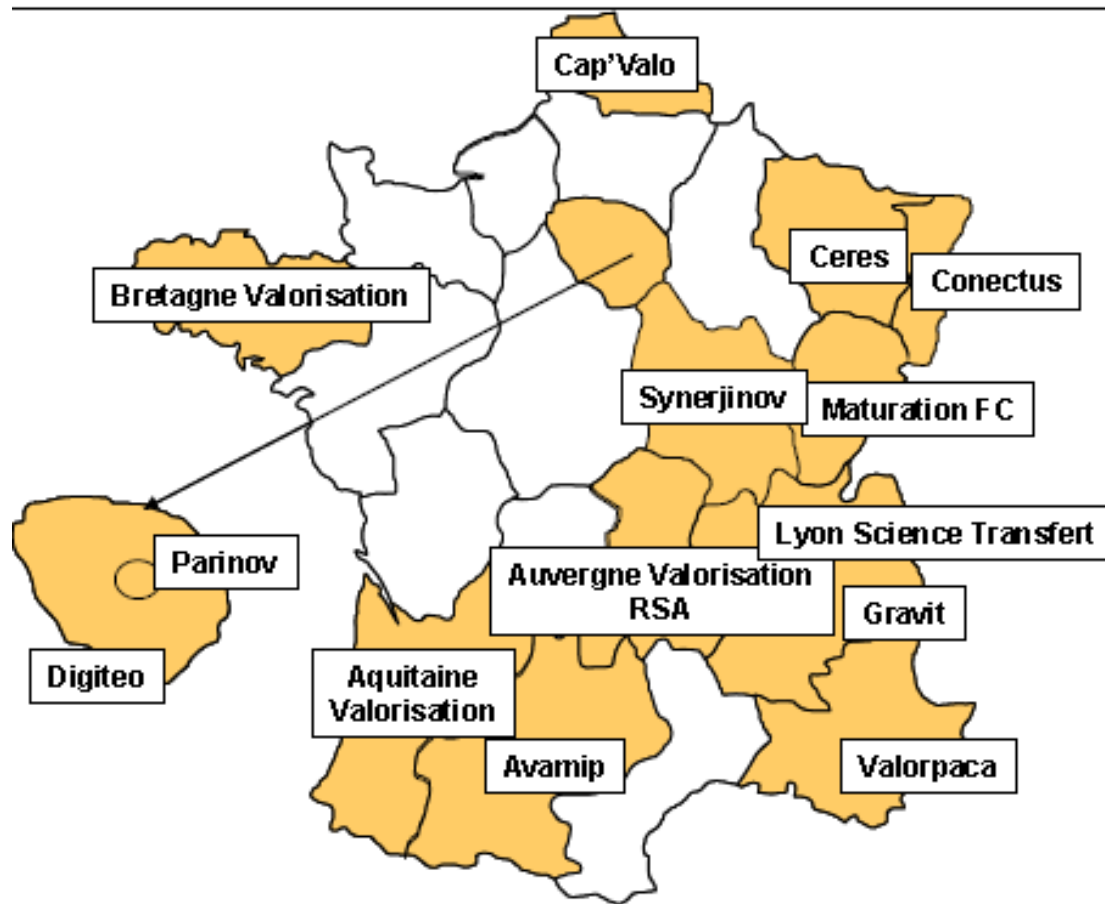 Cap'Valo
Ceres
Conectus
Bretagne Valorisation
Synerjinov
Maturation FC
Lyon Science Transfert
Parinov
Auvergne Valorisation
RSA
Gravit
Digiteo
Aquitaine
Valorisation
Avamip
Valorpaca